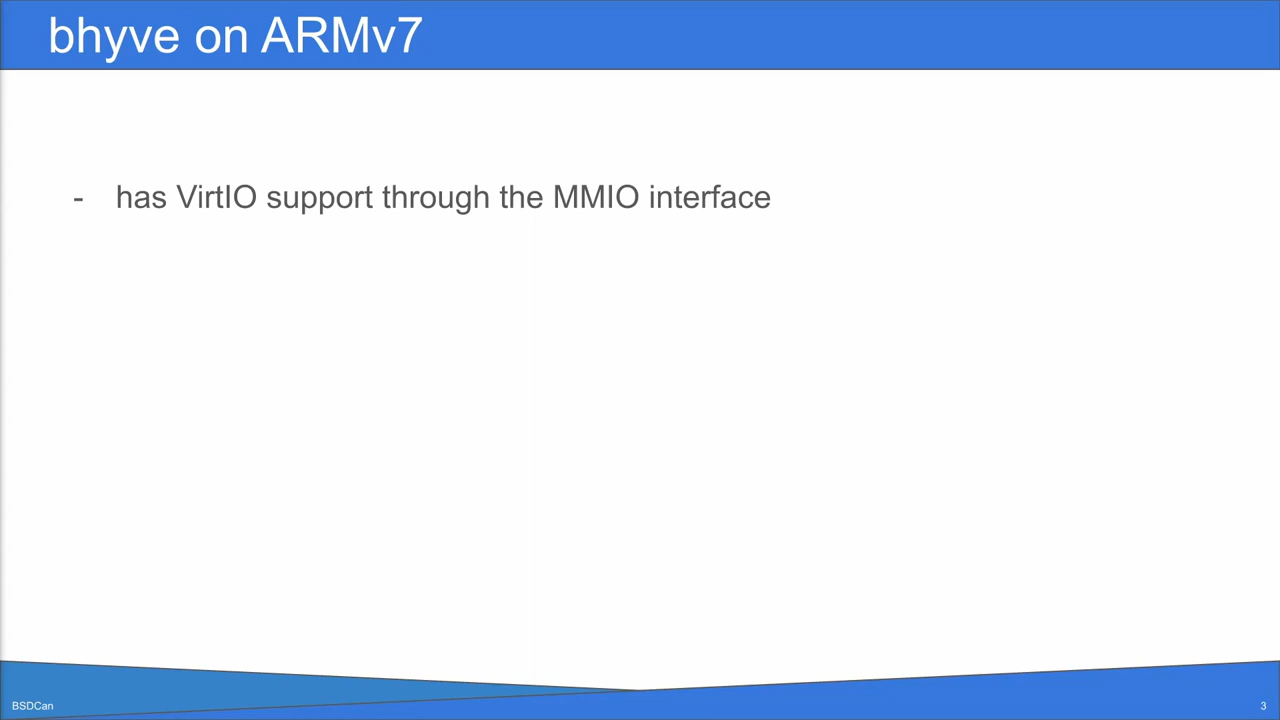 bhyve on ARMv7
- has VirtIO support through the MMIO interface
BSDCan
3